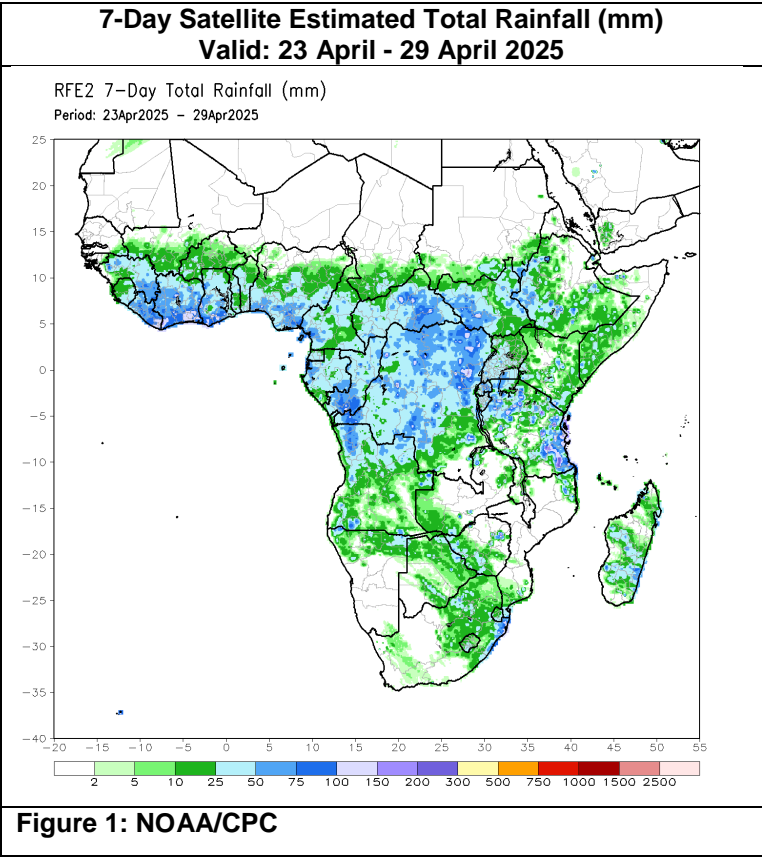 7-Day Satellite Estimated Total Rainfall (mm)
Valid: 23 April - 29 April 2025
RFE2 7-Day Total Rainfall (mm)
Period: 23Apr2025 - 29Apr2025
25
20
15
10
5
0
-5
-10
-15
-20
-25
-30
-35
-40
-20 -15 -10 -5 0 5 10 15 20 25 30 35 40 45 50 55
2 5 10 25 50 75 100 150 200 300 500 750 1000 1500 2500
Figure 1: NOAA/CPC